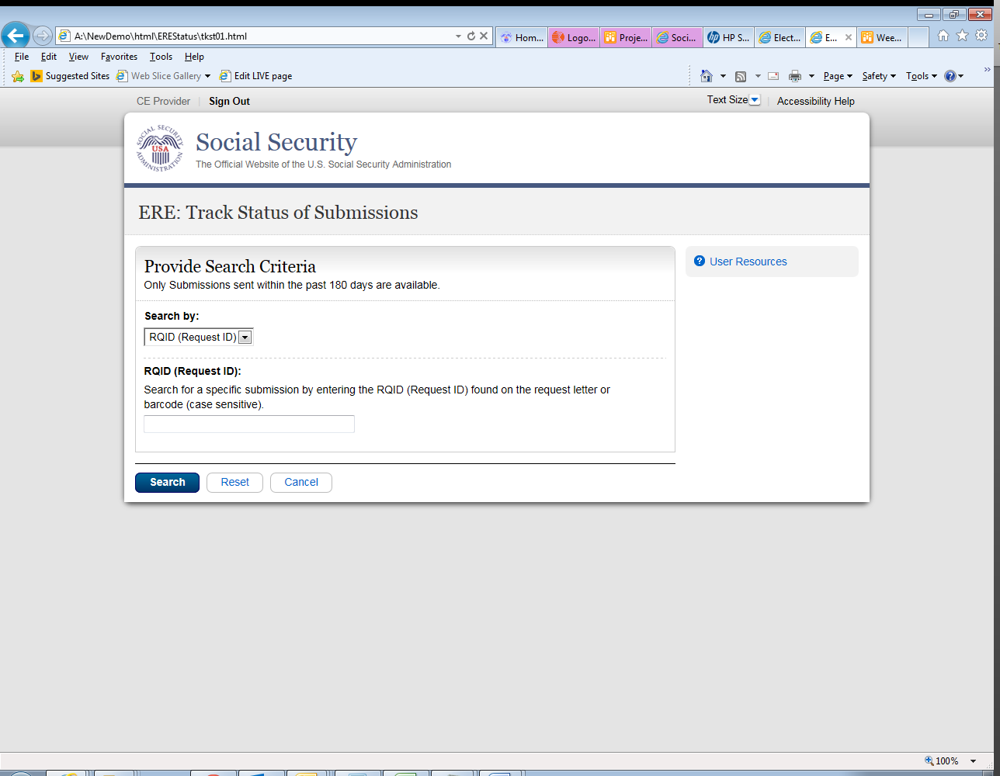 A:\NewDemo\html\EREStatus\tkst01.html
Hom...
Logo...
Proje...
Soci...
HP S...
Elect...
E...
Wee...
File Edit View Favorites Tools Help
Suggested Sites Web Slice Gallery Edit LIVE page
Page Safety Tools
CE Provider Sign Out
Text Size Accessibility Help
SOCIAL SECURITY ADMINISTRATION
USA
Social Security
The Official Website of the U.S. Social Security Administration
ERE: Track Status of Submissions
Provide Search Criteria
Only Submissions sent within the past 180 days are available.
User Resources
Search by:
RQID (Request ID)
RQID (Request ID):
Search for a specific submission by entering the RQID (Request ID) found on the request letter or
barcode (case sensitive).
Search Reset Cancel
100%